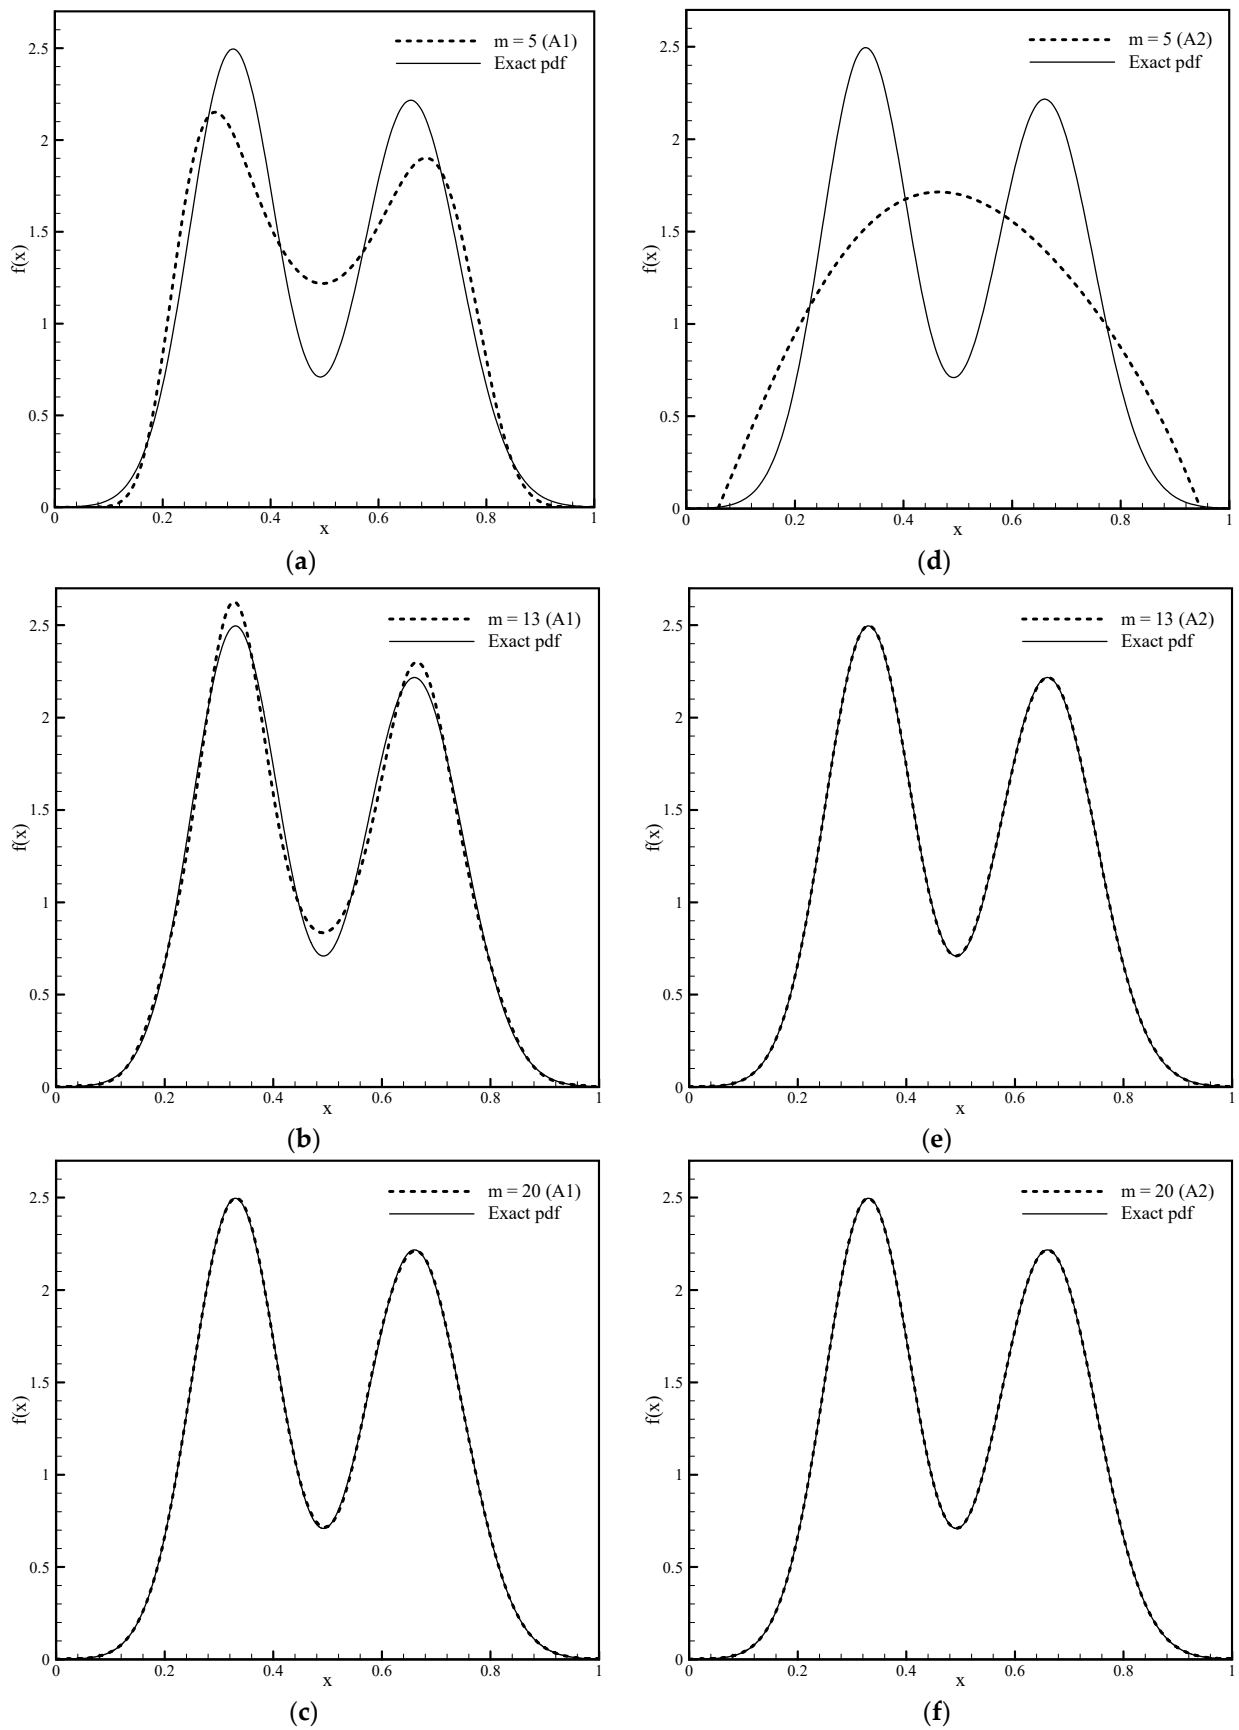 m = 5 (A1)
Exact pdf
2.5
2
1.5
1
0.5
0
f(x)
0 0.2 0.4 0.6 0.8 1
x
(a)
m = 5 (A2)
Exact pdf
2.5
2
1.5
1
0.5
0
f(x)
0 0.2 0.4 0.6 0.8 1
x
(d)
m = 13 (A1)
Exact pdf
2.5
2
1.5
1
0.5
0
f(x)
0 0.2 0.4 0.6 0.8 1
x
(b)
m = 13 (A2)
Exact pdf
2.5
2
1.5
1
0.5
0
f(x)
0 0.2 0.4 0.6 0.8 1
x
(e)
m = 20 (A1)
Exact pdf
2.5
2
1.5
1
0.5
0
f(x)
0 0.2 0.4 0.6 0.8 1
x
(c)
m = 20 (A2)
Exact pdf
2.5
2
1.5
1
0.5
0
f(x)
0 0.2 0.4 0.6 0.8 1
x
(f)